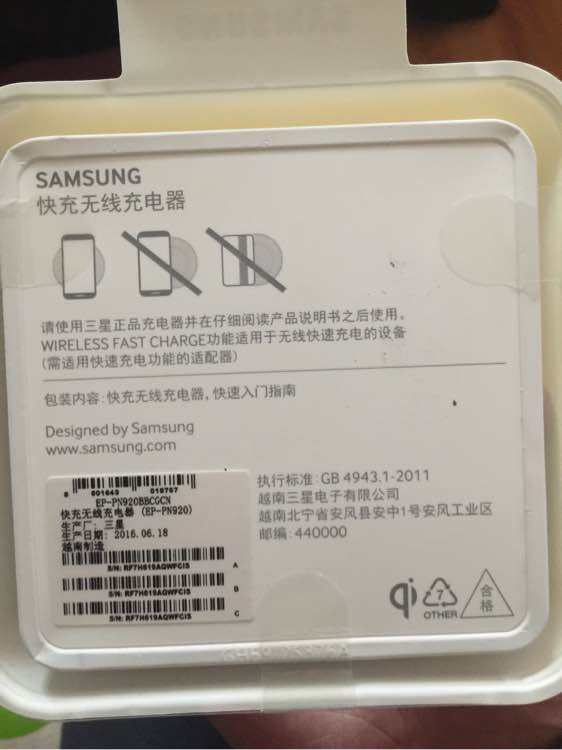 SAMSUNG
SAMSUNG
快充无线充电器
请使用三星正品充电器并在仔细阅读产品说明书之后使用。
WIRELESS FAST CHARGE功能适用于无线快速充电的设备
(需适用快速充电功能的适配器)
包装内容: 快充无线充电器, 快速入门指南
Designed by Samsung
www.samsung.com
EP-PN920BBCGCN
快充无线充电器 (EP-PN920)
生产厂: 三星
生产日期: 2016.06.18
越南制造
S/N: RF7H619AQWFGIS
A
S/N: RF7H619AQWFGIS
B
S/N: RF7H619AQWFGIS
C
执行标准: GB 4943.1-2011
越南三星电子有限公司
越南北宁省安风县安中1号安风工业区
邮编: 440000
qi
7
OTHER
合格